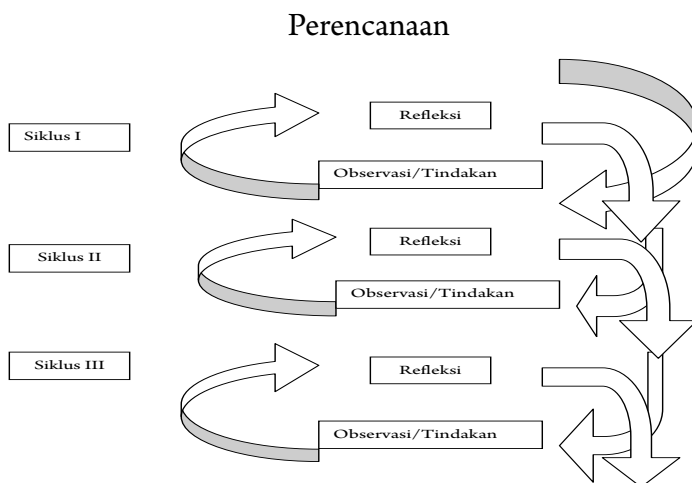 Perencanaan
Refleksi
Siklus I
Observasi/Tindakan
Refleksi
Siklus II
Observasi/Tindakan
Siklus III
Refleksi
Observasi/Tindakan